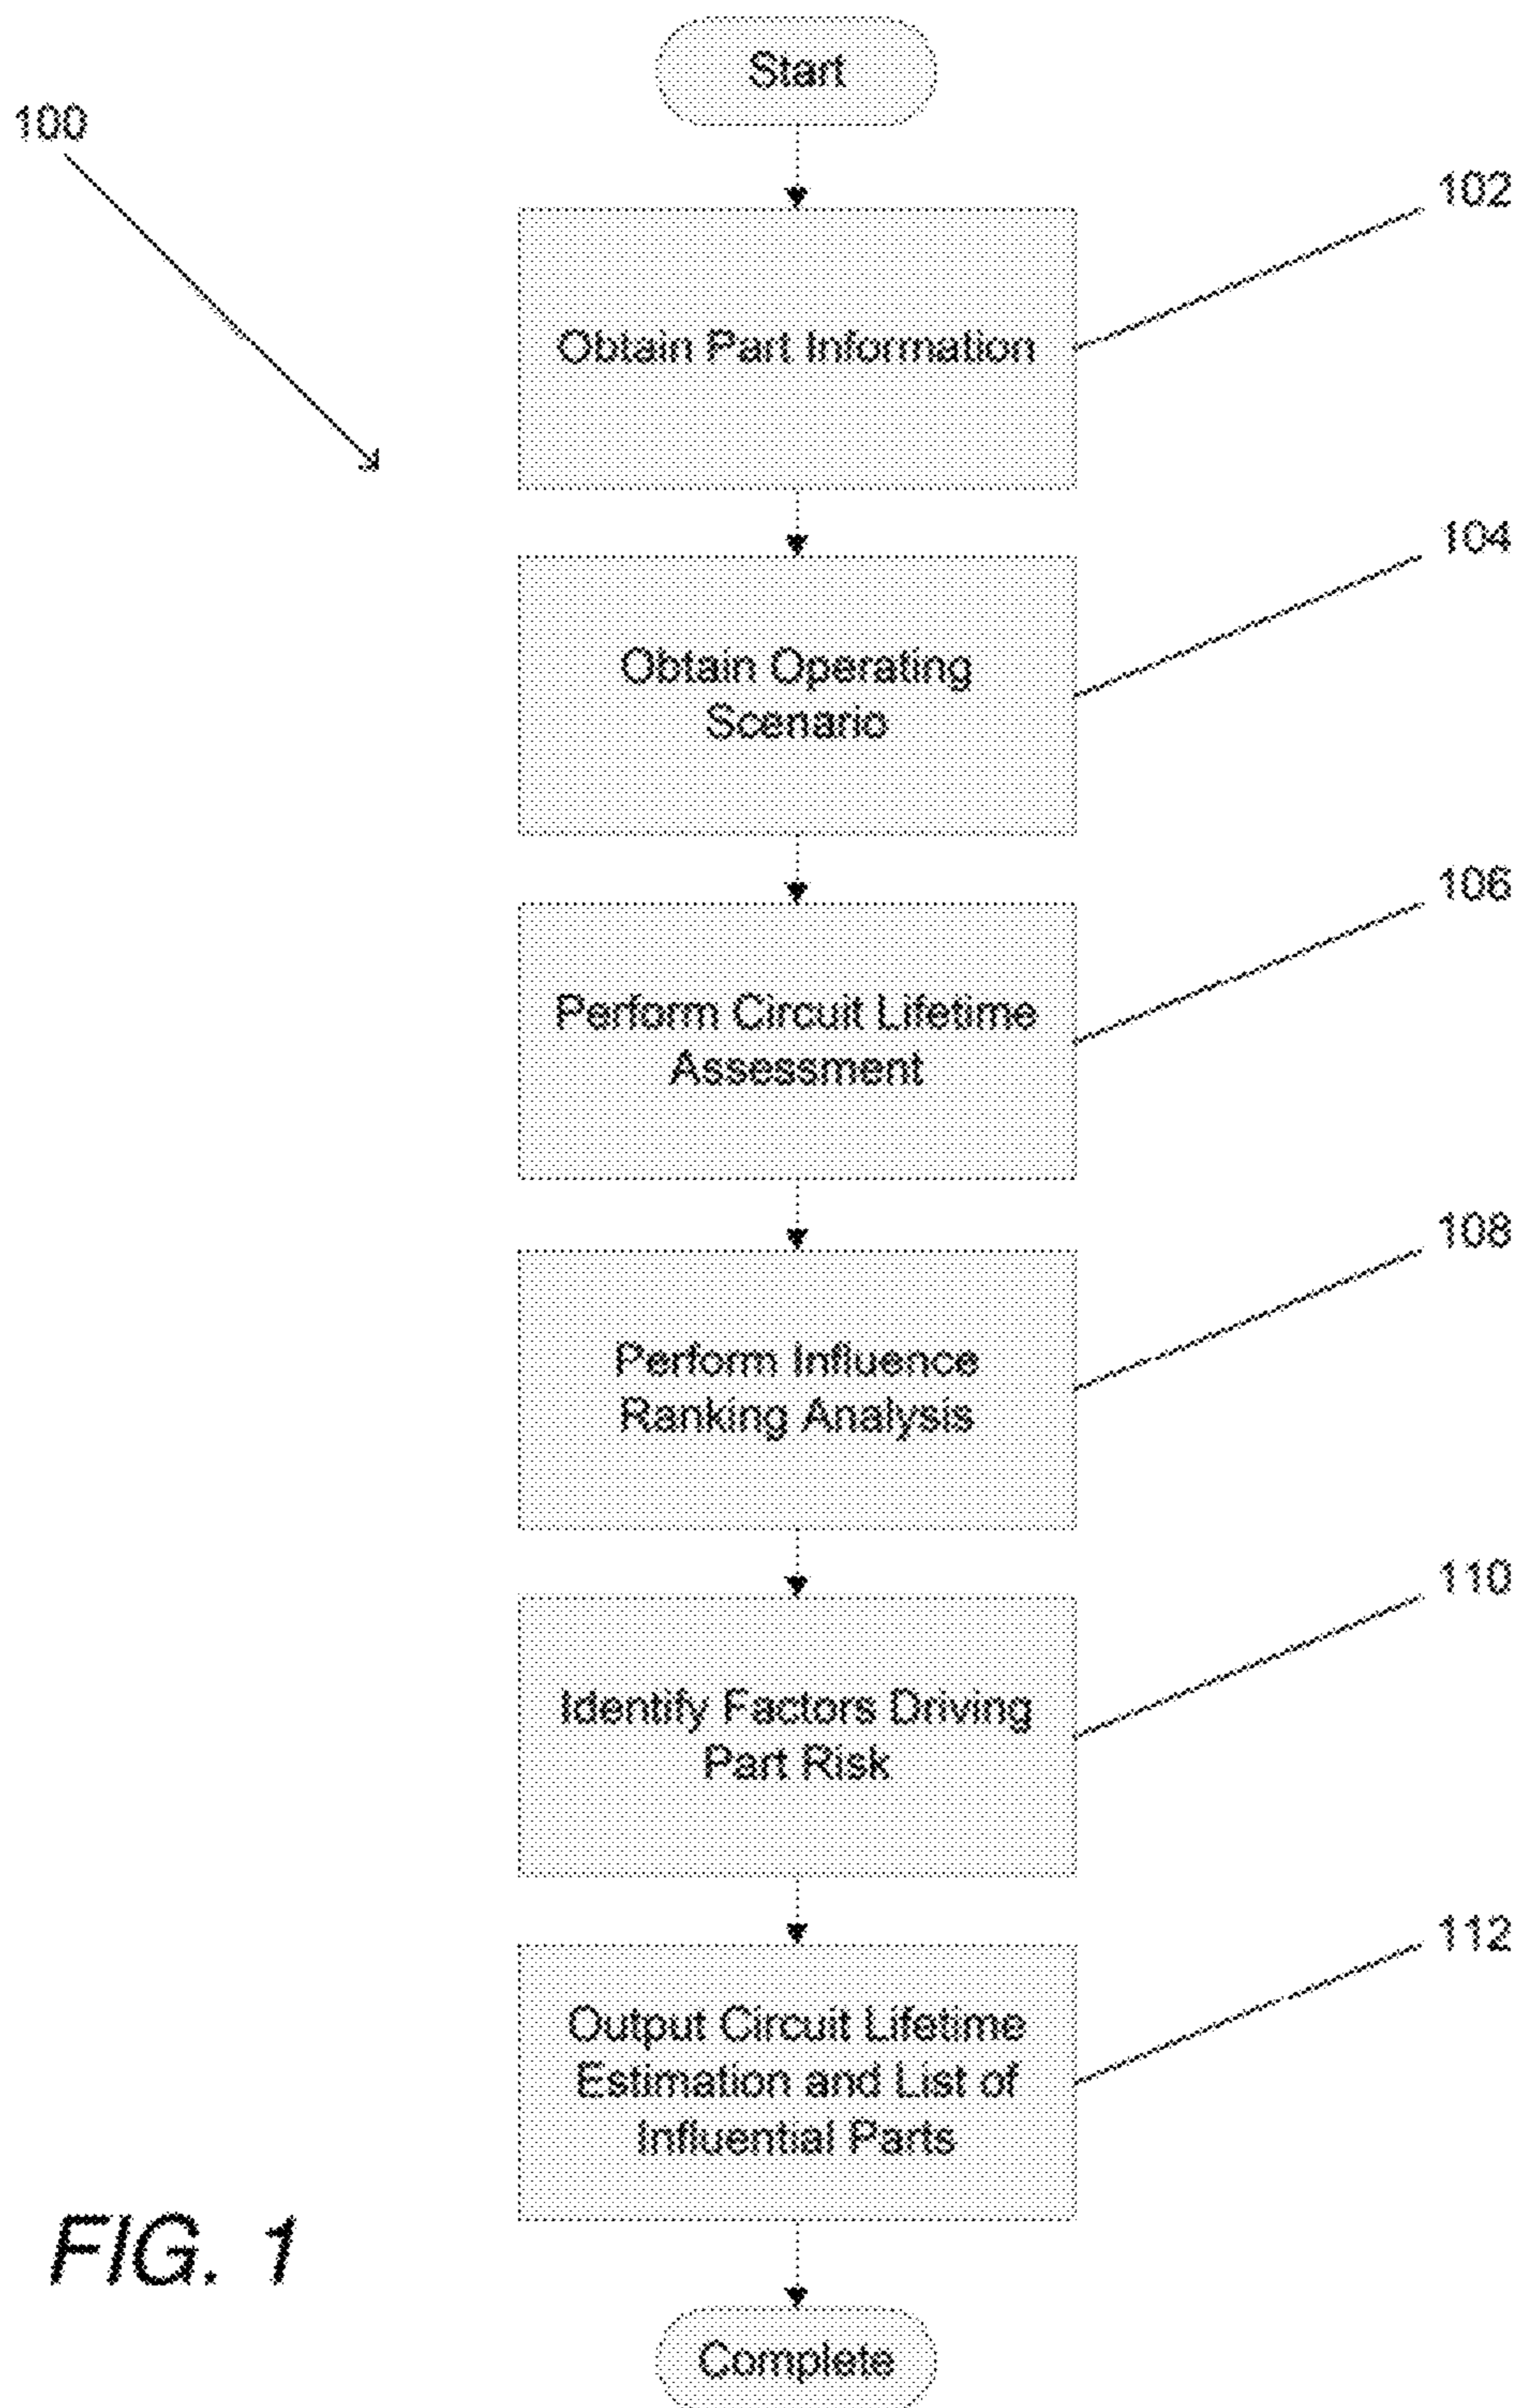 Start
100
102
Obtain Part Information
104
Obtain Operating
Scenario
106
Perform Circuit Lifetime
Assessment
108
Perform Influence
Ranking Analysis
110
Identify Factors Driving
Part Risk
112
Output Circuit Lifetime
Estimation and List of
Influential Parts
FIG. 1
Complete